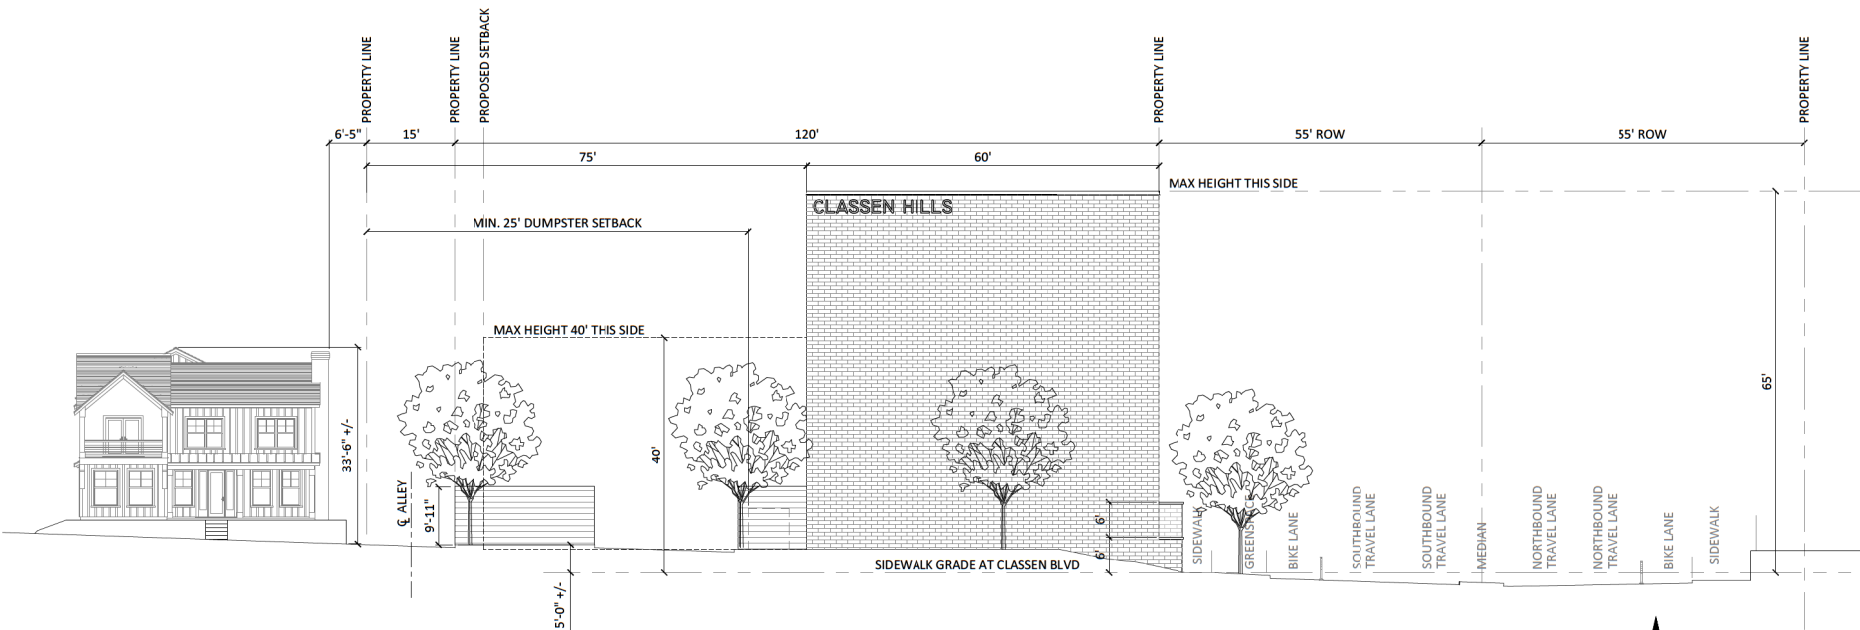 PROPERTY LINE
PROPERTY LINE
PROPOSED SETBACK
PROPERTY LINE
PROPERTY LINE
6'-5"
15'
120'
55' ROW
55' ROW
75'
60'
MAX HEIGHT THIS SIDE
CLASSEN HILLS
MIN. 25' DUMPSTER SETBACK
MAX HEIGHT 40' THIS SIDE
65'
33'-6" +/-
40'
℄ ALLEY
9'-11"
6'
6'
SIDEWALK
GREENSPACE
BIKE LANE
SOUTHBOUND
TRAVEL LANE
SOUTHBOUND
TRAVEL LANE
MEDIAN
NORTHBOUND
TRAVEL LANE
NORTHBOUND
TRAVEL LANE
BIKE LANE
SIDEWALK
SIDEWALK GRADE AT CLASSEN BLVD
5'-0" +/-